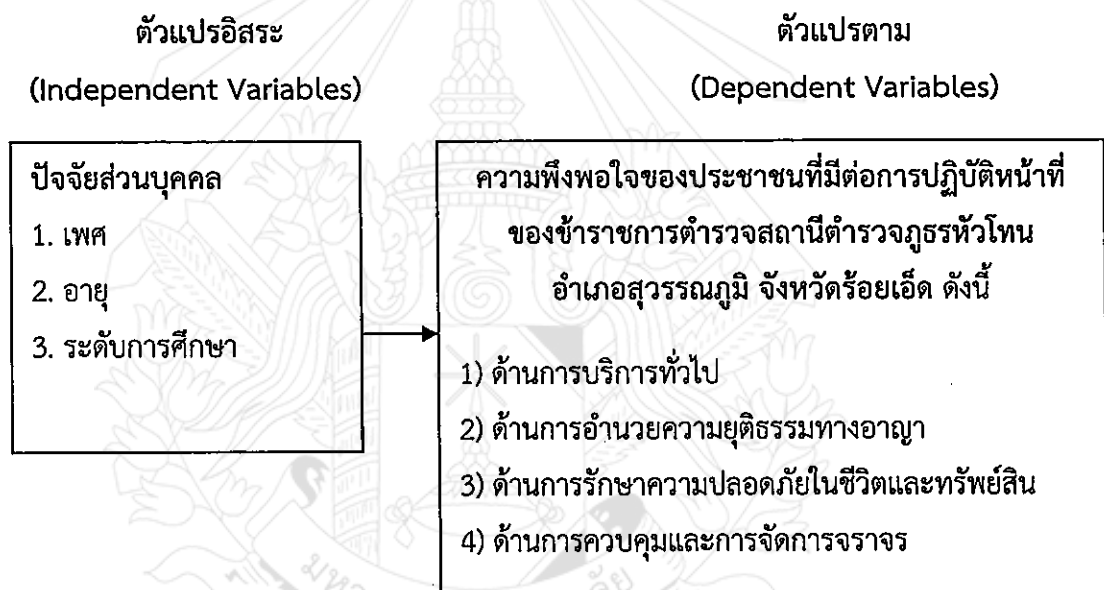 ตัวแปรอิสระ
(Independent Variables)
ตัวแปรตาม
(Dependent Variables)
ปัจจัยส่วนบุคคล
1. เพศ
2. อายุ
3. ระดับการศึกษา
ความพึงพอใจของประชาชนที่มีต่อการปฏิบัติหน้าที่
ของข้าราชการตำรวจสถานีตำรวจภูธรหัวโทน
อำเภอสุวรรณภูมิ จังหวัดร้อยเอ็ด ดังนี้
1) ด้านการบริการทั่วไป
2) ด้านการอำนวยความยุติธรรมทางอาญา
3) ด้านการรักษาความปลอดภัยในชีวิตและทรัพย์สิน
4) ด้านการควบคุมและการจัดการจราจร